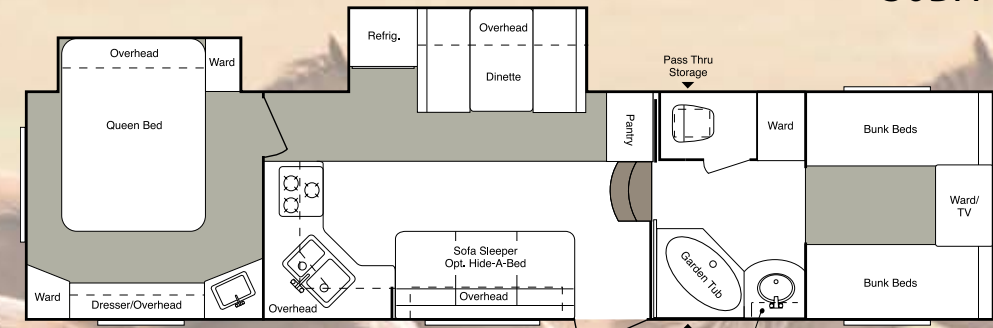 Overhead
Ward
Queen Bed
Ward
Dresser/Overhead
Refrig.
Overhead
Dinette
Pantry
Overhead
Sofa Sleeper
Opt. Hide-A-Bed
Overhead
Pass Thru
Storage
Ward
Garden Tub
Bunk Beds
Ward/
TV
Bunk Beds